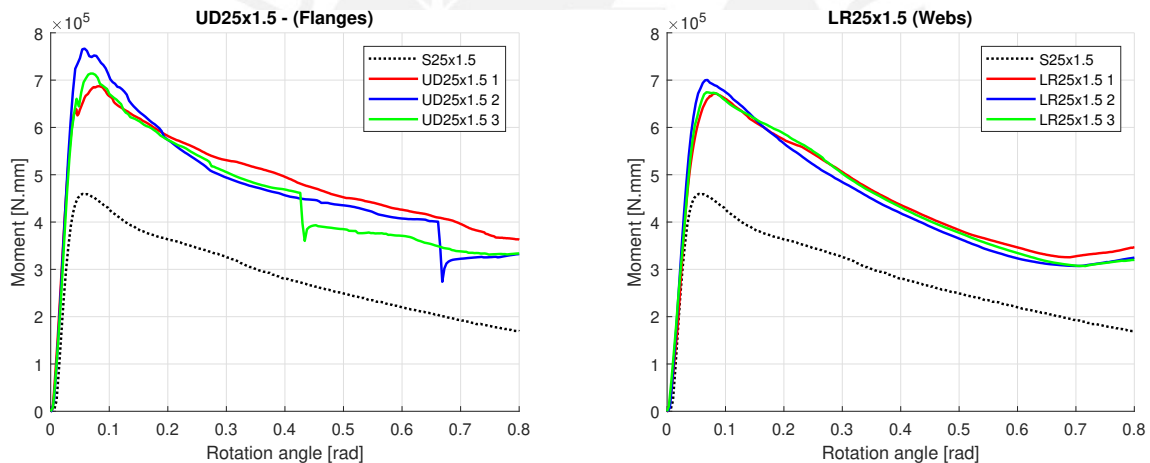 UD25x1.5 - (Flanges)
×10⁵
8
7
6
5
4
3
2
1
0
Moment [N.mm]
0 0.1 0.2 0.3 0.4 0.5 0.6 0.7 0.8
Rotation angle [rad]
S25x1.5
UD25x1.5 1
UD25x1.5 2
UD25x1.5 3
LR25x1.5 (Webs)
×10⁵
8
7
6
5
4
3
2
1
0
Moment [N.mm]
0 0.1 0.2 0.3 0.4 0.5 0.6 0.7 0.8
Rotation angle [rad]
S25x1.5
LR25x1.5 1
LR25x1.5 2
LR25x1.5 3